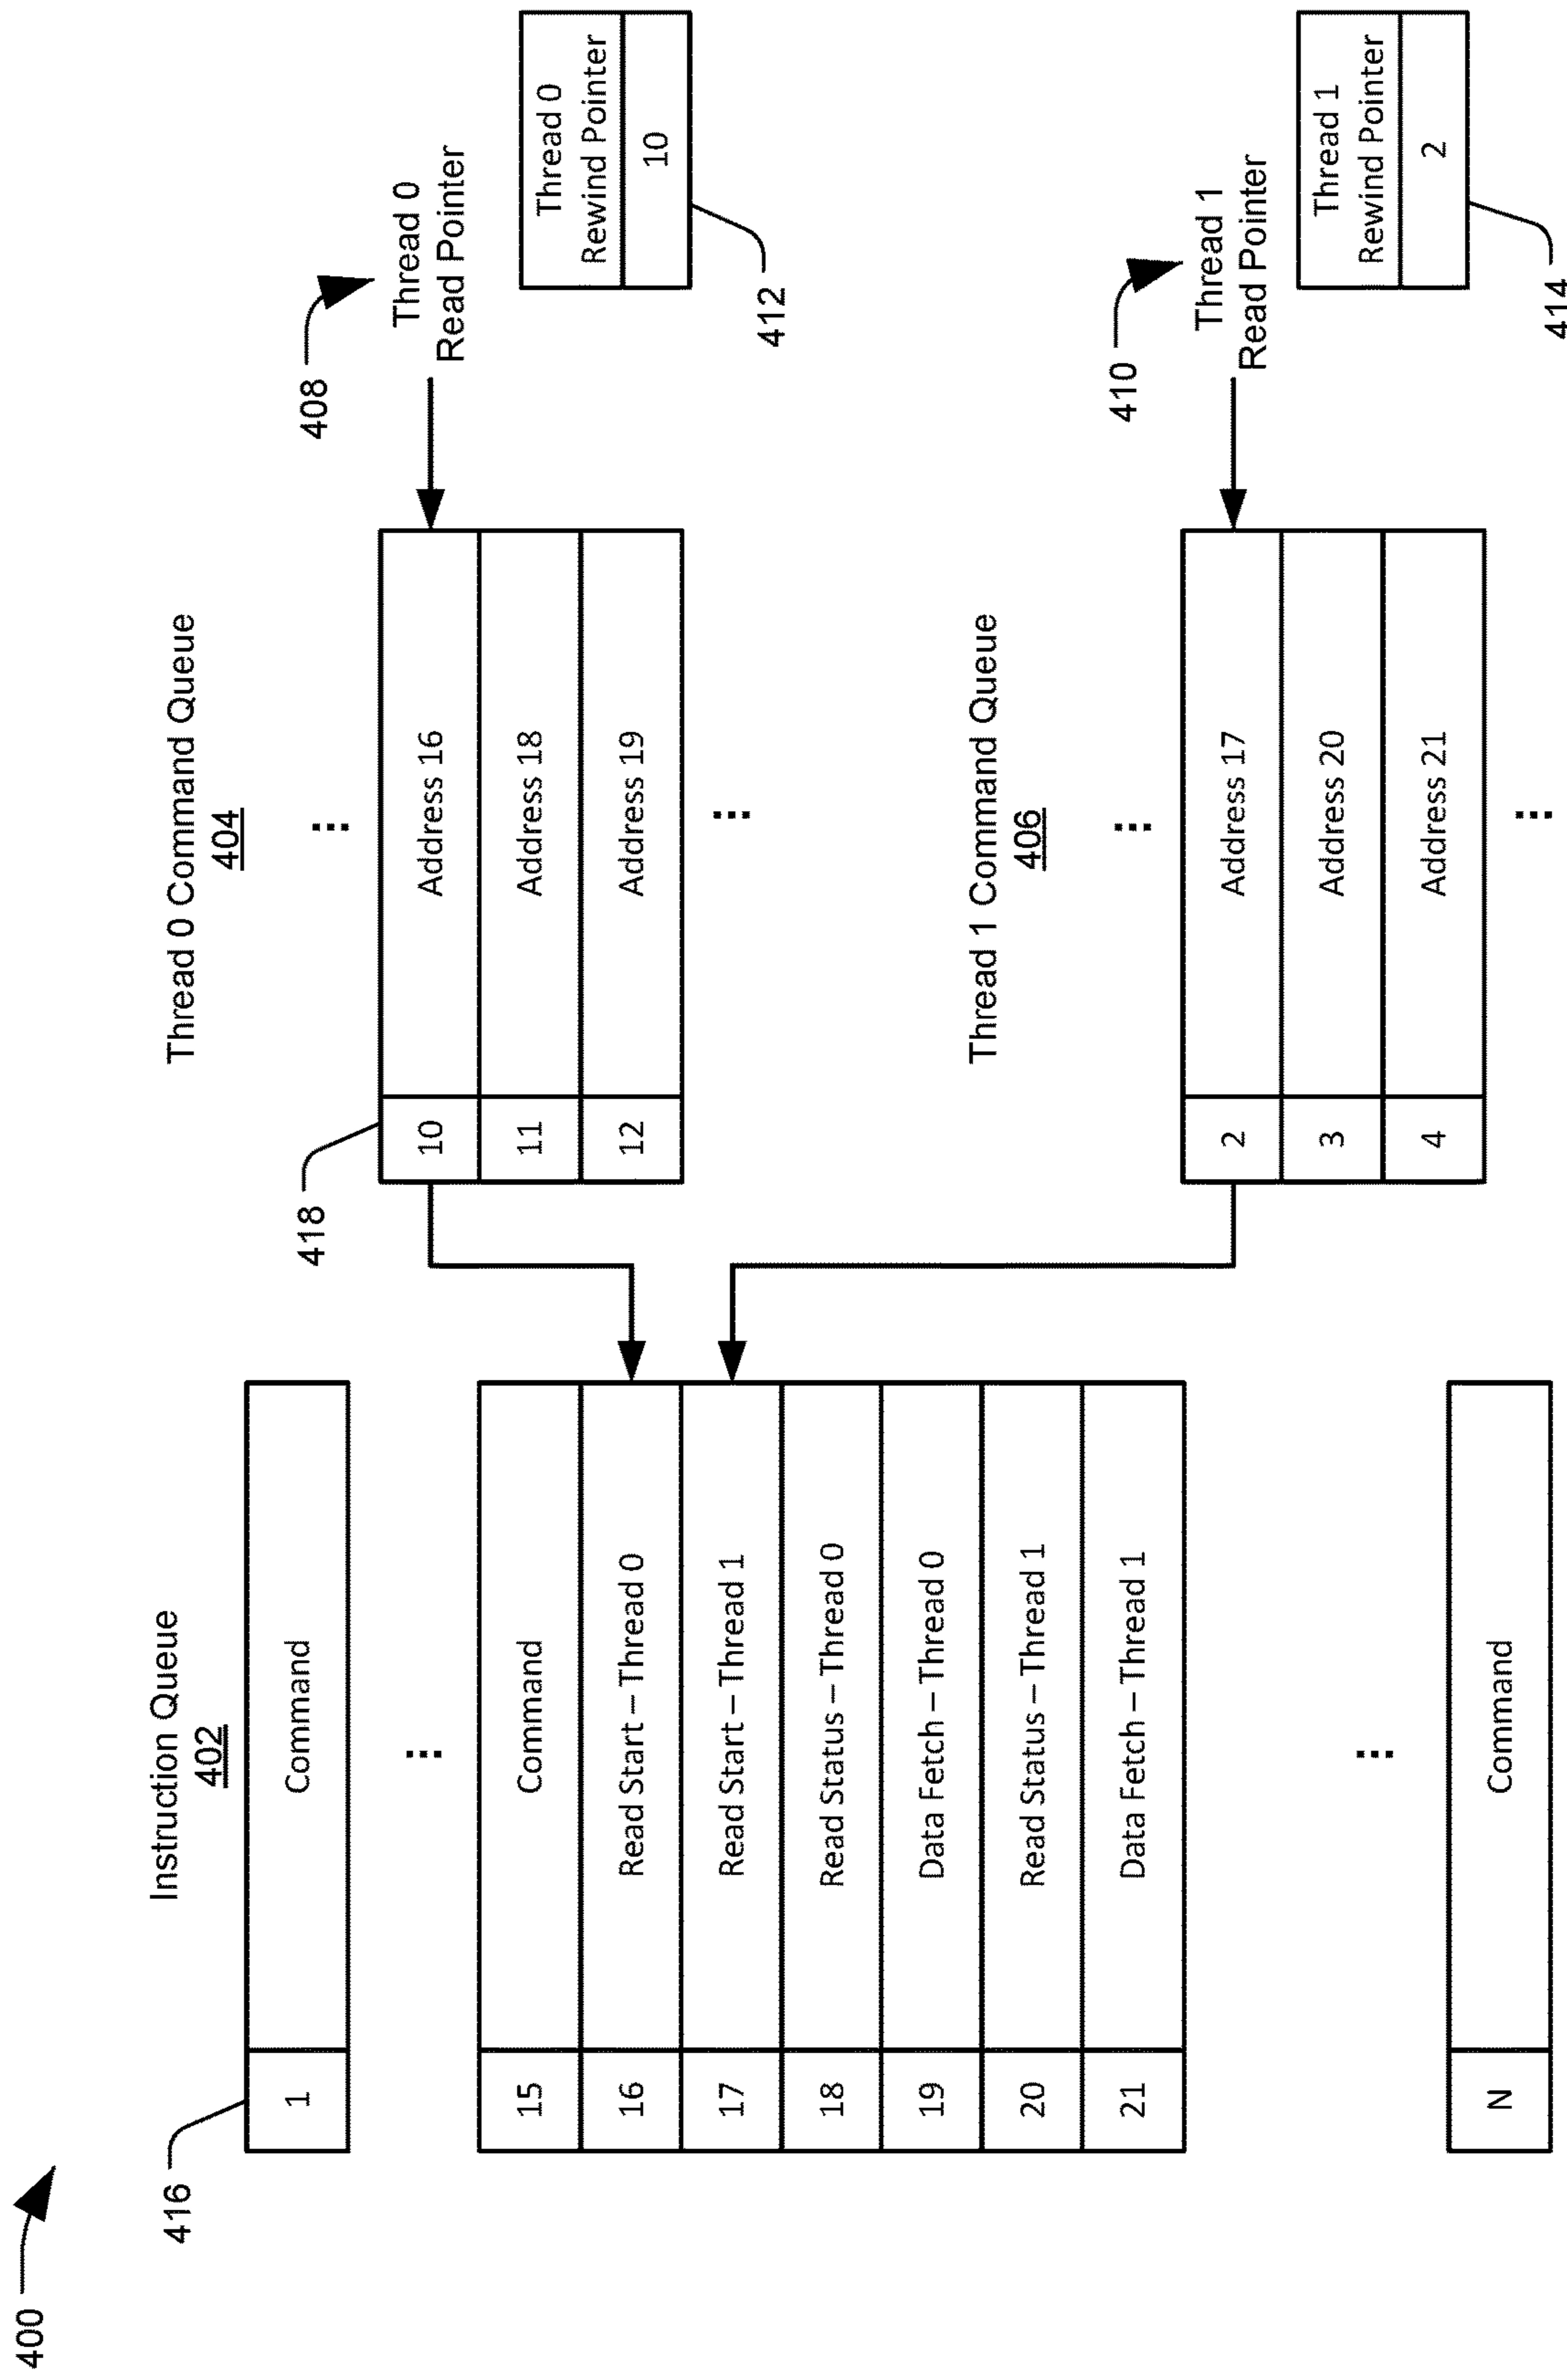 400
Instruction Queue
402
416
1
Command
⋮
15
Command
16
Read Start – Thread 0
17
Read Start – Thread 1
18
Read Status – Thread 0
19
Data Fetch – Thread 0
20
Read Status – Thread 1
21
Data Fetch – Thread 1
⋮
N
Command
Thread 0 Command Queue
404
⋮
418
10
Address 16
11
Address 18
12
Address 19
⋮
408
Thread 0
Read Pointer
Thread 0
Rewind Pointer
10
412
Thread 1 Command Queue
406
⋮
2
Address 17
3
Address 20
4
Address 21
⋮
410
Thread 1
Read Pointer
Thread 1
Rewind Pointer
2
414